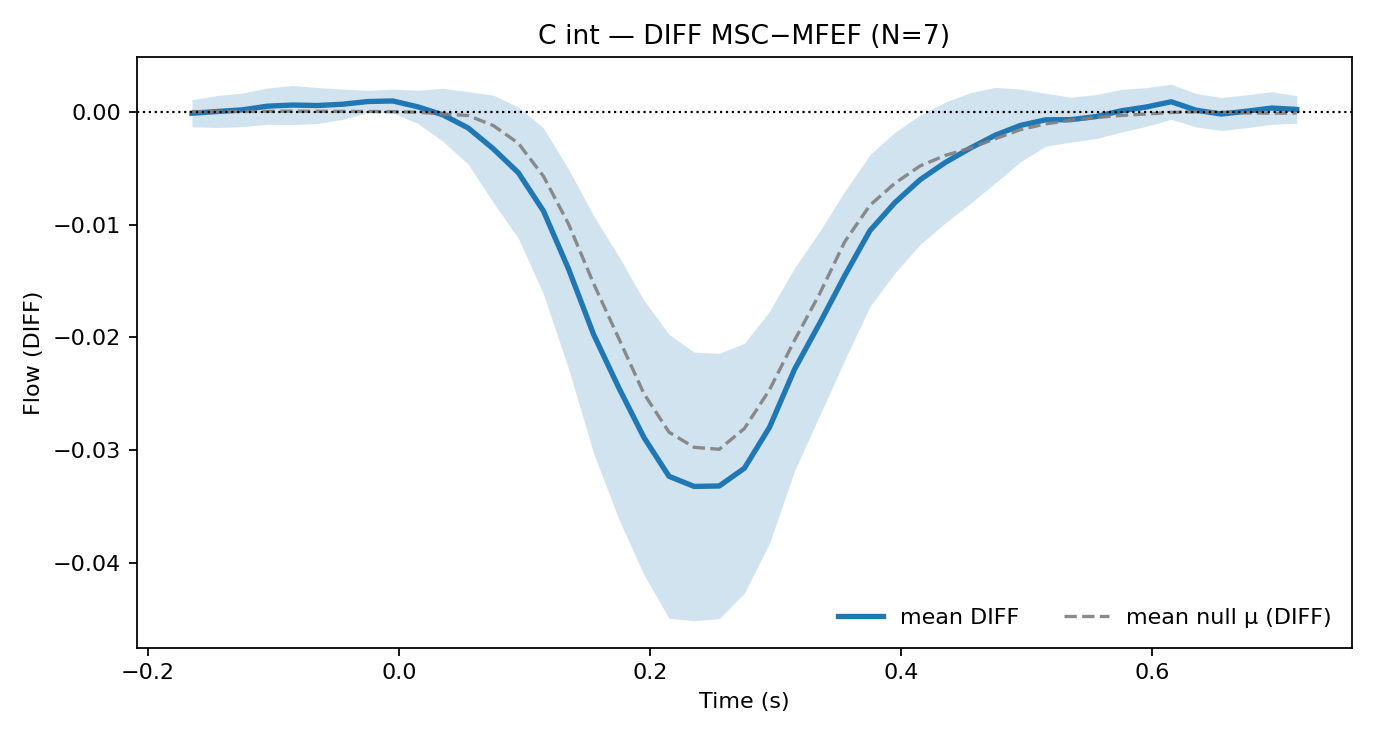 C int — DIFF MSC−MFEF (N=7)
Flow (DIFF)
0.00
−0.01
−0.02
−0.03
−0.04
mean DIFF
mean null μ (DIFF)
−0.2
0.0
0.2
0.4
0.6
Time (s)